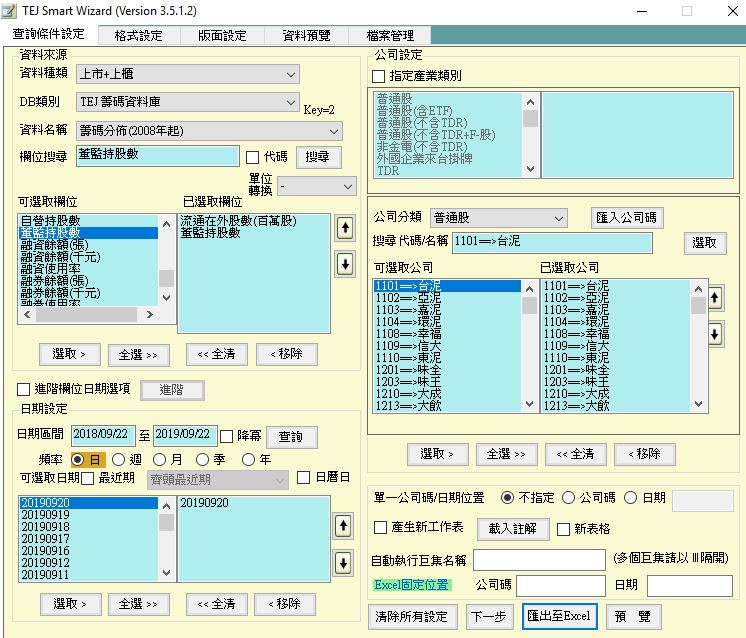 TEJ Smart Wizard (Version 3.5.1.2)
查詢條件設定 格式設定 版面設定 資料預覽 檔案管理
資料來源
資料種類 上市+上櫃
DB類別 TEJ 籌碼資料庫 Key=2
資料名稱 籌碼分佈(2008年起)
欄位搜尋 董監持股數 代碼 搜尋
單位轉換 -
可選取欄位 已選取欄位
自營持股數
董監持股數
融資餘額(張)
融資餘額(千元)
融資使用率
融券餘額(張)
融券餘額(千元)
融券使用率
流通在外股數(百萬股)
董監持股數
選取 > 全選 >> << 全清 < 移除
進階欄位日期選項 進階
日期設定
日期區間 2018/09/22 至 2019/09/22 降冪 查詢
頻率 日 週 月 季 年
可選取日期 最近期 齊頭最近期 日曆日
20190920
20190919
20190918
20190917
20190916
20190912
20190911
20190920
選取 > 全選 >> << 全清 < 移除
公司設定
指定產業類別
普通股
普通股(含ETF)
普通股(不含TDR)
普通股(不含TDR+F-股)
非金電(不含TDR)
外國企業來台掛牌
TDR
公司分類 普通股 匯入公司碼
搜尋 代碼/名稱 1101==>台泥 選取
可選取公司 已選取公司
1101==>台泥
1102==>亞泥
1103==>嘉泥
1104==>環泥
1108==>幸福
1109==>信大
1110==>東泥
1201==>味全
1203==>味王
1210==>大成
1213==>大飲
1101==>台泥
1102==>亞泥
1103==>嘉泥
1104==>環泥
1108==>幸福
1109==>信大
1110==>東泥
1201==>味全
1203==>味王
1210==>大成
1213==>大飲
選取 > 全選 >> << 全清 < 移除
單一公司碼/日期位置 不指定 公司碼 日期
產生新工作表 載入註解 新表格
自動執行巨集名稱 (多個巨集請以 ||| 隔開)
Excel固定位置 公司碼 日期
清除所有設定 下一步 匯出至Excel 預 覽